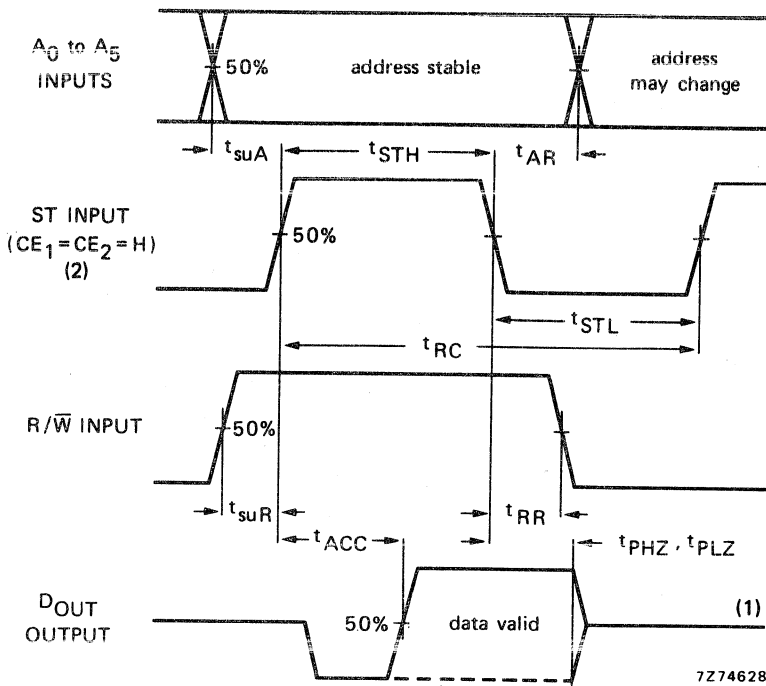 A0 to A5
INPUTS
50%
address stable
address
may change
tsuA
tSTH
tAR
ST INPUT
(CE1=CE2=H)
(2)
50%
tSTL
tRC
R/W̅ INPUT
50%
tsuR
tACC
tRR
tPHZ, tPLZ
DOUT
OUTPUT
50%
data valid
(1)
7Z74628